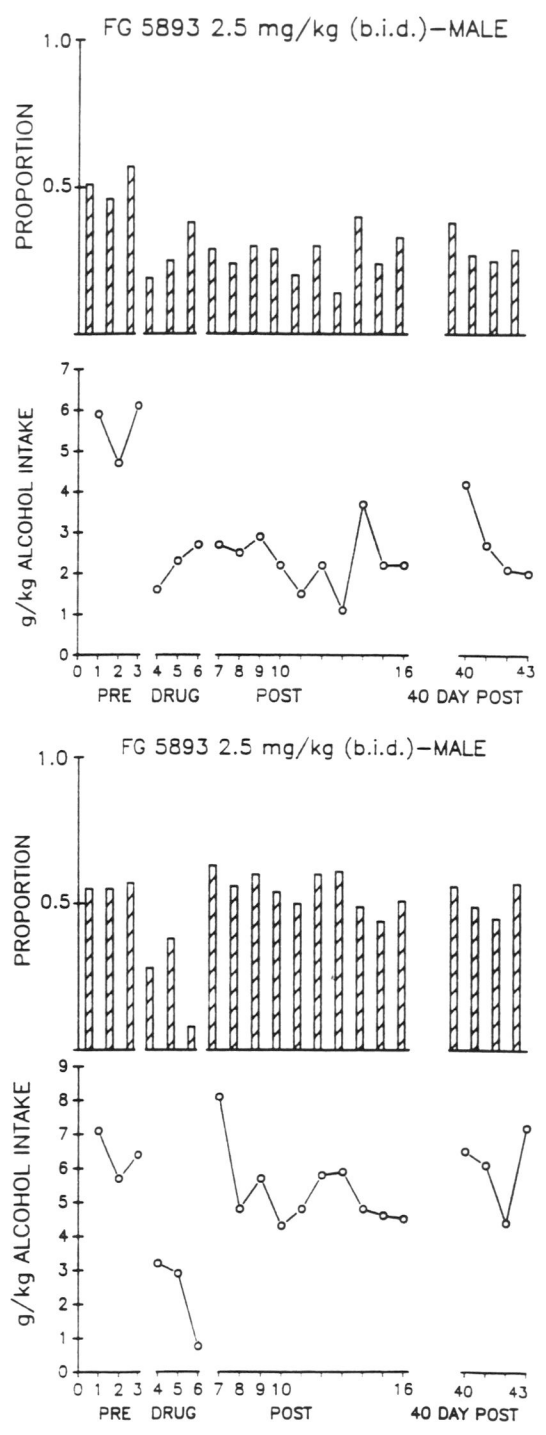 FG 5893 2.5 mg/kg (b.i.d.)-MALE
1.0
PROPORTION
0.5
7
6
5
4
3
2
1
0
g/kg ALCOHOL INTAKE
0 1 2 3 4 5 6 7 8 9 10 16 40 43
PRE DRUG POST 40 DAY POST
FG 5893 2.5 mg/kg (b.i.d.)-MALE
1.0
PROPORTION
0.5
9
8
7
6
5
4
3
2
1
0
g/kg ALCOHOL INTAKE
0 1 2 3 4 5 6 7 8 9 10 16 40 43
PRE DRUG POST 40 DAY POST